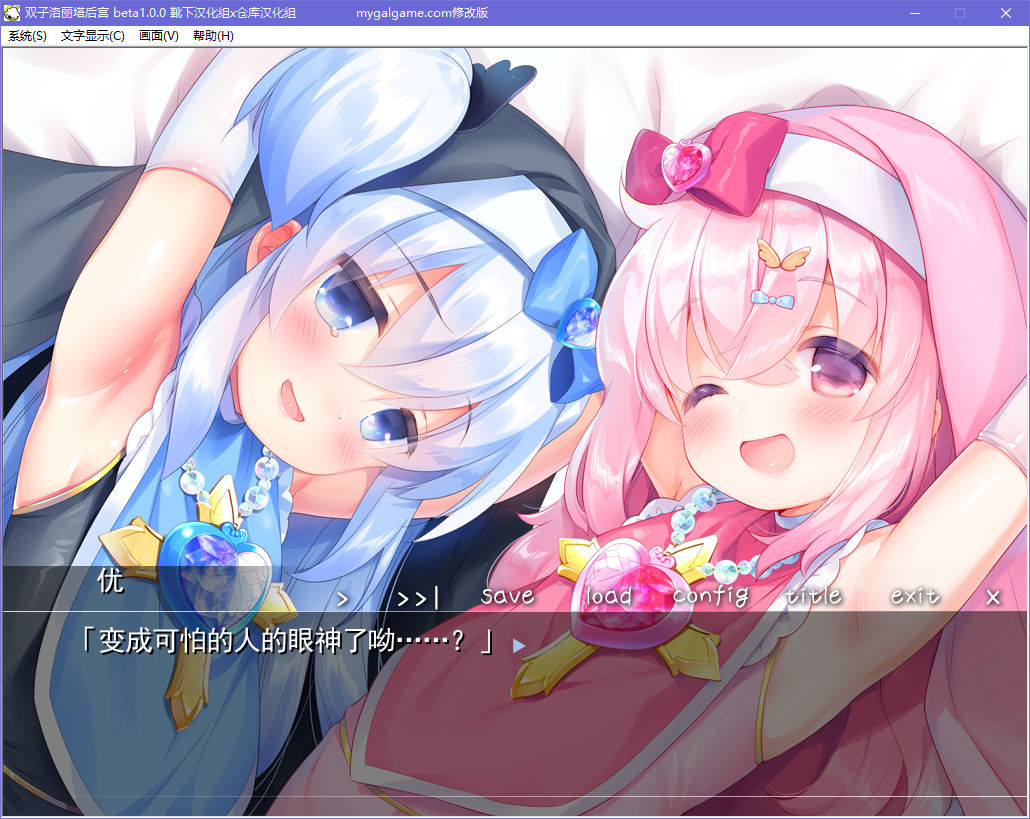 双子洛丽塔后宫 beta1.0.0 靴下汉化组x仓库汉化组 mygalgame.com修改版
系统(S) 文字显示(C) 画面(V) 帮助(H)
优
> >>| save load config title exit ×
「变成可怕的人的眼神了呦……？」